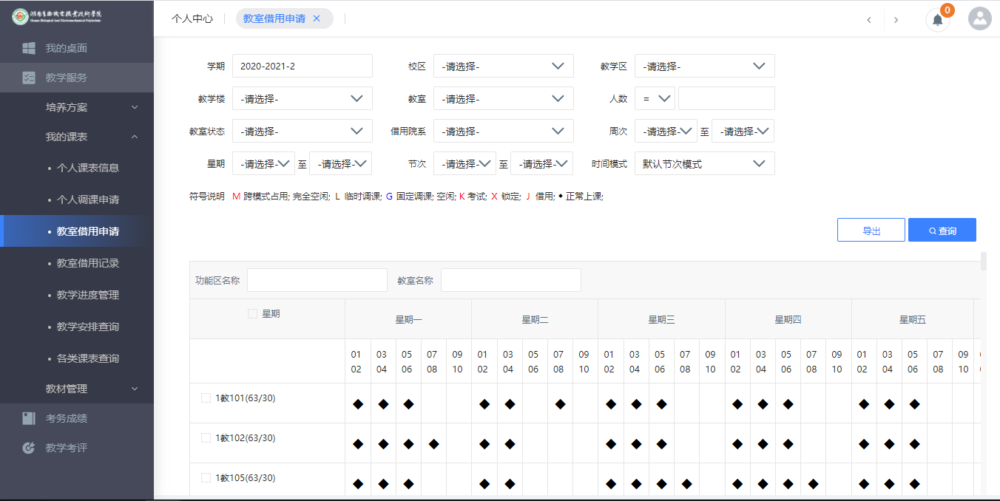 湖南生物机电职业技术学院
Hunan Biological And Electromechanical Polytechnic
个人中心
教室借用申请 ×
0
我的桌面
教学服务
培养方案
我的课表
• 个人课表信息
• 个人调课申请
• 教室借用申请
• 教室借用记录
• 教学进度管理
• 教学安排查询
• 各类课表查询
教材管理
考务成绩
教学考评
学期 2020-2021-2 校区 -请选择- 教学区 -请选择-
教学楼 -请选择- 教室 -请选择- 人数 =
教室状态 -请选择- 借用院系 -请选择- 周次 -请选择- 至 -请选择-
星期 -请选择- 至 -请选择- 节次 -请选择- 至 -请选择- 时间模式 默认节次模式
符号说明 M 跨模式占用; 完全空闲; L 临时调课; G 固定调课; 空闲; K 考试; X 锁定; J 借用; ◆ 正常上课;
导出 查询
功能区名称 教室名称
星期 星期一 星期二 星期三 星期四 星期五
01 03 05 07 09 01 03 05 07 09 01 03 05 07 09 01 03 05 07 09 01 03 05 07 09
02 04 06 08 10 02 04 06 08 10 02 04 06 08 10 02 04 06 08 10 02 04 06 08 10
1教101(63/30) ◆ ◆ ◆ ◆ ◆ ◆ ◆ ◆ ◆ ◆ ◆ ◆ ◆ ◆ ◆
1教102(63/30) ◆ ◆ ◆ ◆ ◆ ◆ ◆ ◆ ◆ ◆ ◆ ◆ ◆ ◆ ◆
1教105(63/30) ◆ ◆ ◆ ◆ ◆ ◆ ◆ ◆ ◆ ◆ ◆ ◆ ◆ ◆ ◆ ◆